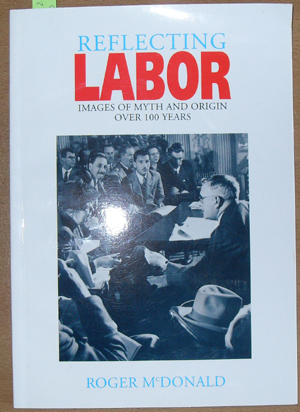 REFLECTING
LABOR
IMAGES OF MYTH AND ORIGIN
OVER 100 YEARS
ROGER McDONALD